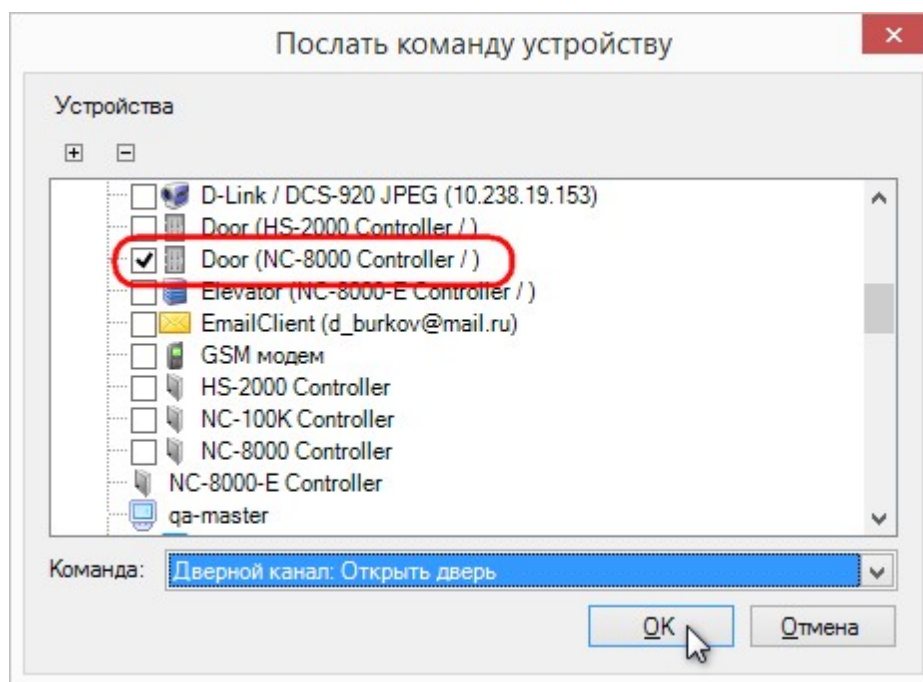 Послать команду устройству
Устройства
D-Link / DCS-920 JPEG (10.238.19.153)
Door (HS-2000 Controller / )
Door (NC-8000 Controller / )
Elevator (NC-8000-E Controller / )
EmailClient (d_burkov@mail.ru)
GSM модем
HS-2000 Controller
NC-100K Controller
NC-8000 Controller
NC-8000-E Controller
qa-master
Команда: Дверной канал: Открыть дверь
OK Отмена